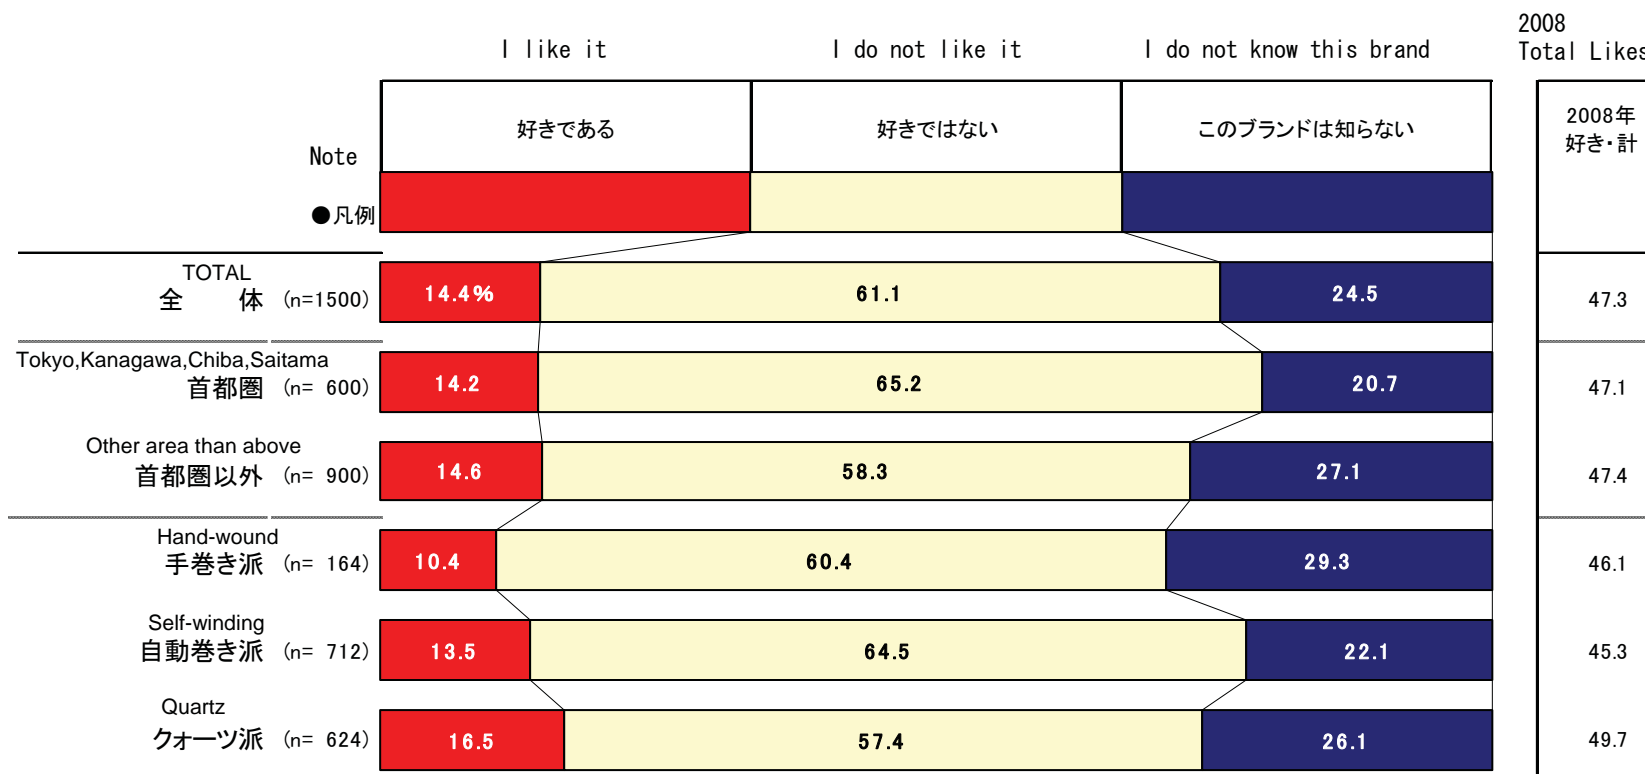 2008
I like it I do not like it I do not know this brand Total Likes
好きである 好きではない このブランドは知らない 2008年
好き・計
Note
●凡例
TOTAL
全 体 (n=1500) 14.4% 61.1 24.5 47.3
Tokyo,Kanagawa,Chiba,Saitama
首都圏 (n= 600) 14.2 65.2 20.7 47.1
Other area than above
首都圏以外 (n= 900) 14.6 58.3 27.1 47.4
Hand-wound
手巻き派 (n= 164) 10.4 60.4 29.3 46.1
Self-winding
自動巻き派 (n= 712) 13.5 64.5 22.1 45.3
Quartz
クォーツ派 (n= 624) 16.5 57.4 26.1 49.7